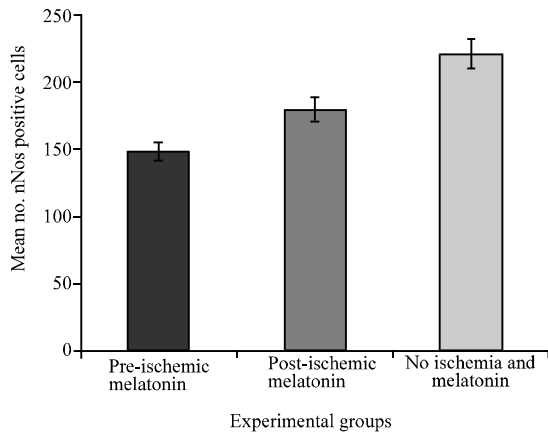 Mean no. nNos positive cells
250
200
150
100
50
0
Pre-ischemic
melatonin
Post-ischemic
melatonin
No ischemia and
melatonin
Experimental groups